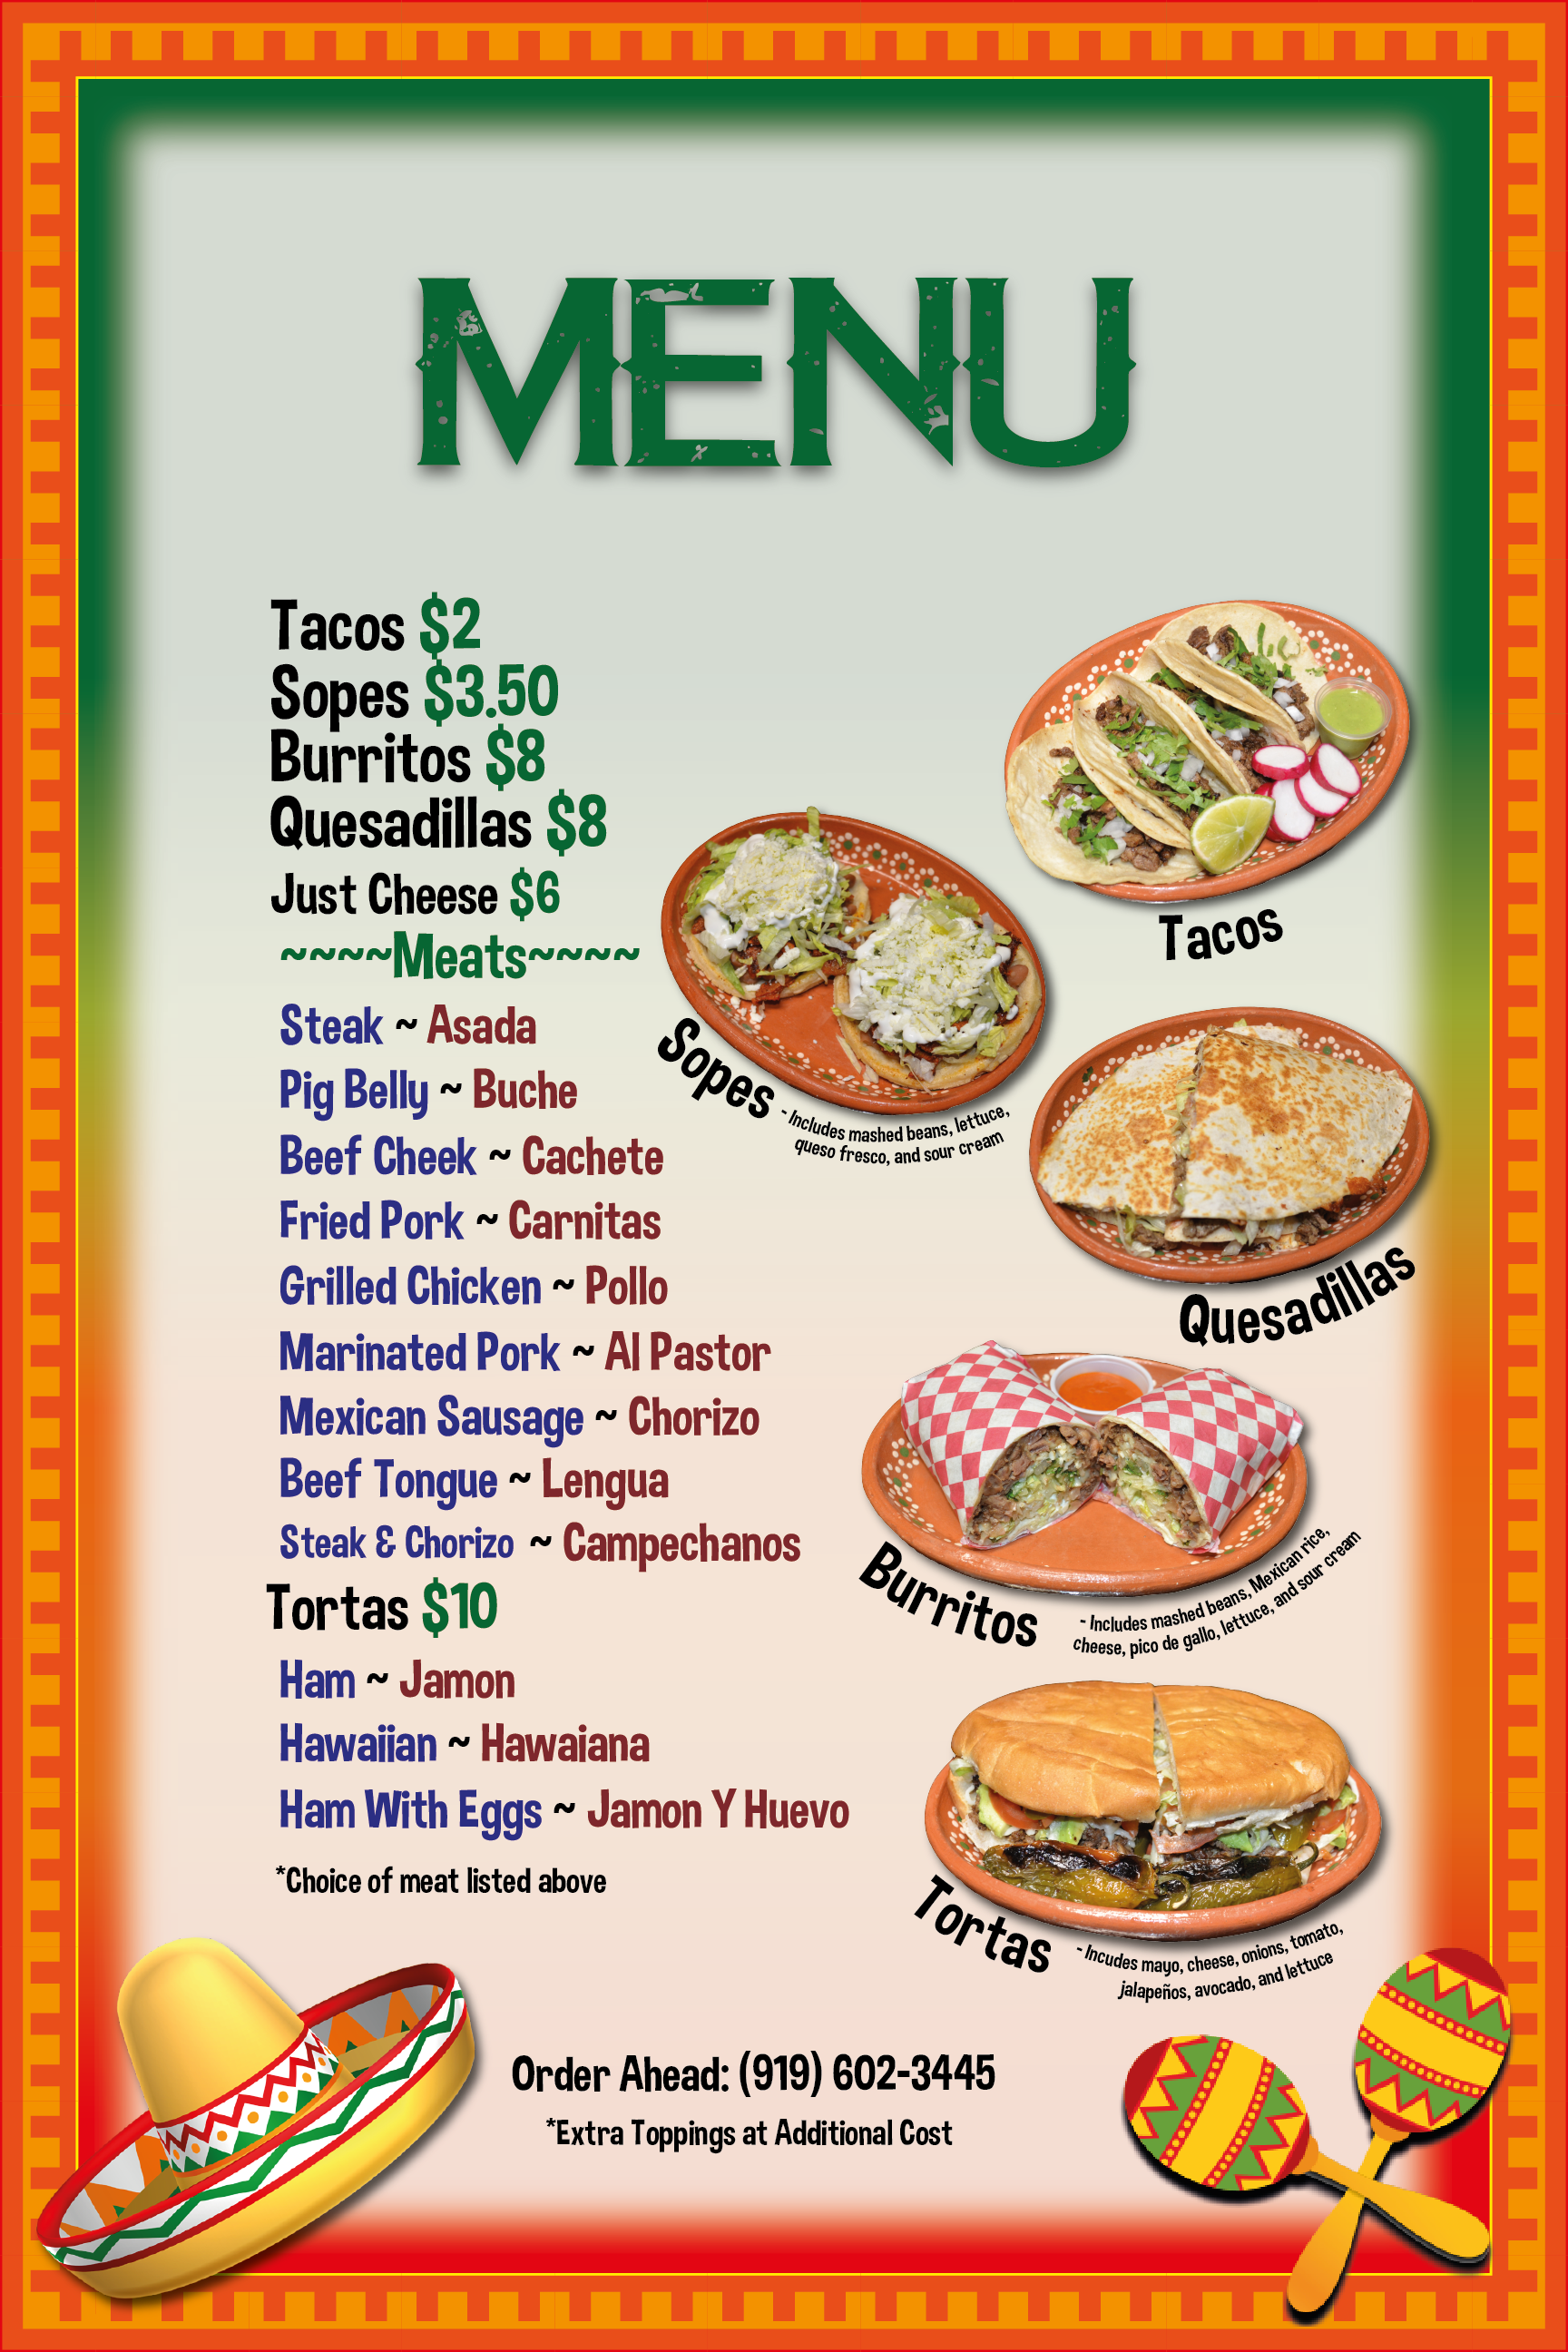 MENU
Tacos $2
Sopes $3.50
Burritos $8
Quesadillas $8
Just Cheese $6
~~~~Meats~~~~
Steak ~ Asada
Pig Belly ~ Buche
Beef Cheek ~ Cachete
Fried Pork ~ Carnitas
Grilled Chicken ~ Pollo
Marinated Pork ~ Al Pastor
Mexican Sausage ~ Chorizo
Beef Tongue ~ Lengua
Steak & Chorizo ~ Campechanos
Tortas $10
Ham ~ Jamon
Hawaiian ~ Hawaiana
Ham With Eggs ~ Jamon Y Huevo
*Choice of meat listed above
Tacos
Sopes
- Includes mashed beans, lettuce,
queso fresco, and sour cream
Quesadillas
Burritos
- Includes mashed beans, Mexican rice,
cheese, pico de gallo, lettuce, and sour cream
Tortas
- Incudes mayo, cheese, onions, tomato,
jalapeños, avocado, and lettuce
Order Ahead: (919) 602-3445
*Extra Toppings at Additional Cost